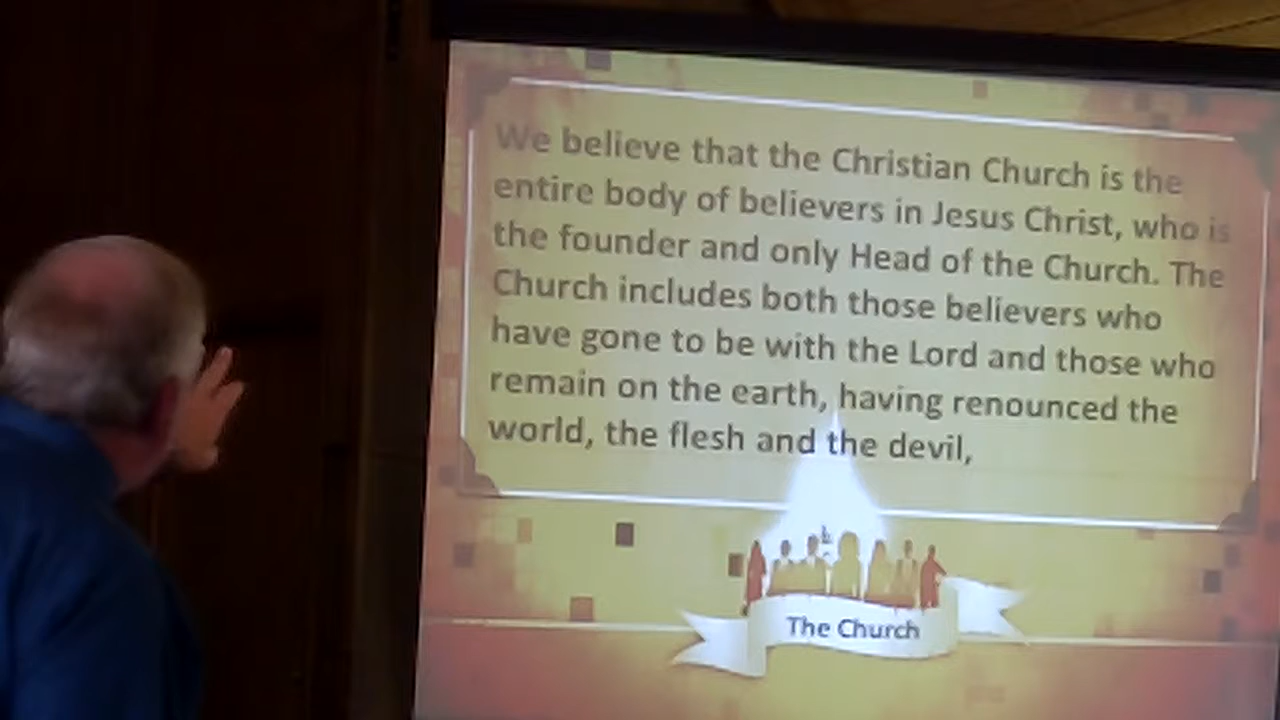 We believe that the Christian Church is the
entire body of believers in Jesus Christ, who is
the founder and only Head of the Church. The
Church includes both those believers who
have gone to be with the Lord and those who
remain on the earth, having renounced the
world, the flesh and the devil,
The Church